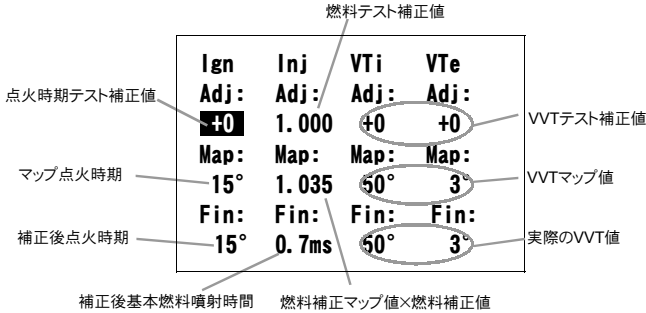 燃料テスト補正値
Ign Inj VTi VTe
Adj: Adj: Adj: Adj:
点火時期テスト補正値
+0 1.000 +0 +0
VVTテスト補正値
Map: Map: Map: Map:
マップ点火時期
15° 1.035 50° 3°
VVTマップ値
Fin: Fin: Fin: Fin:
補正後点火時期
15° 0.7ms 50° 3°
実際のVVT値
補正後基本燃料噴射時間
燃料補正マップ値×燃料補正値